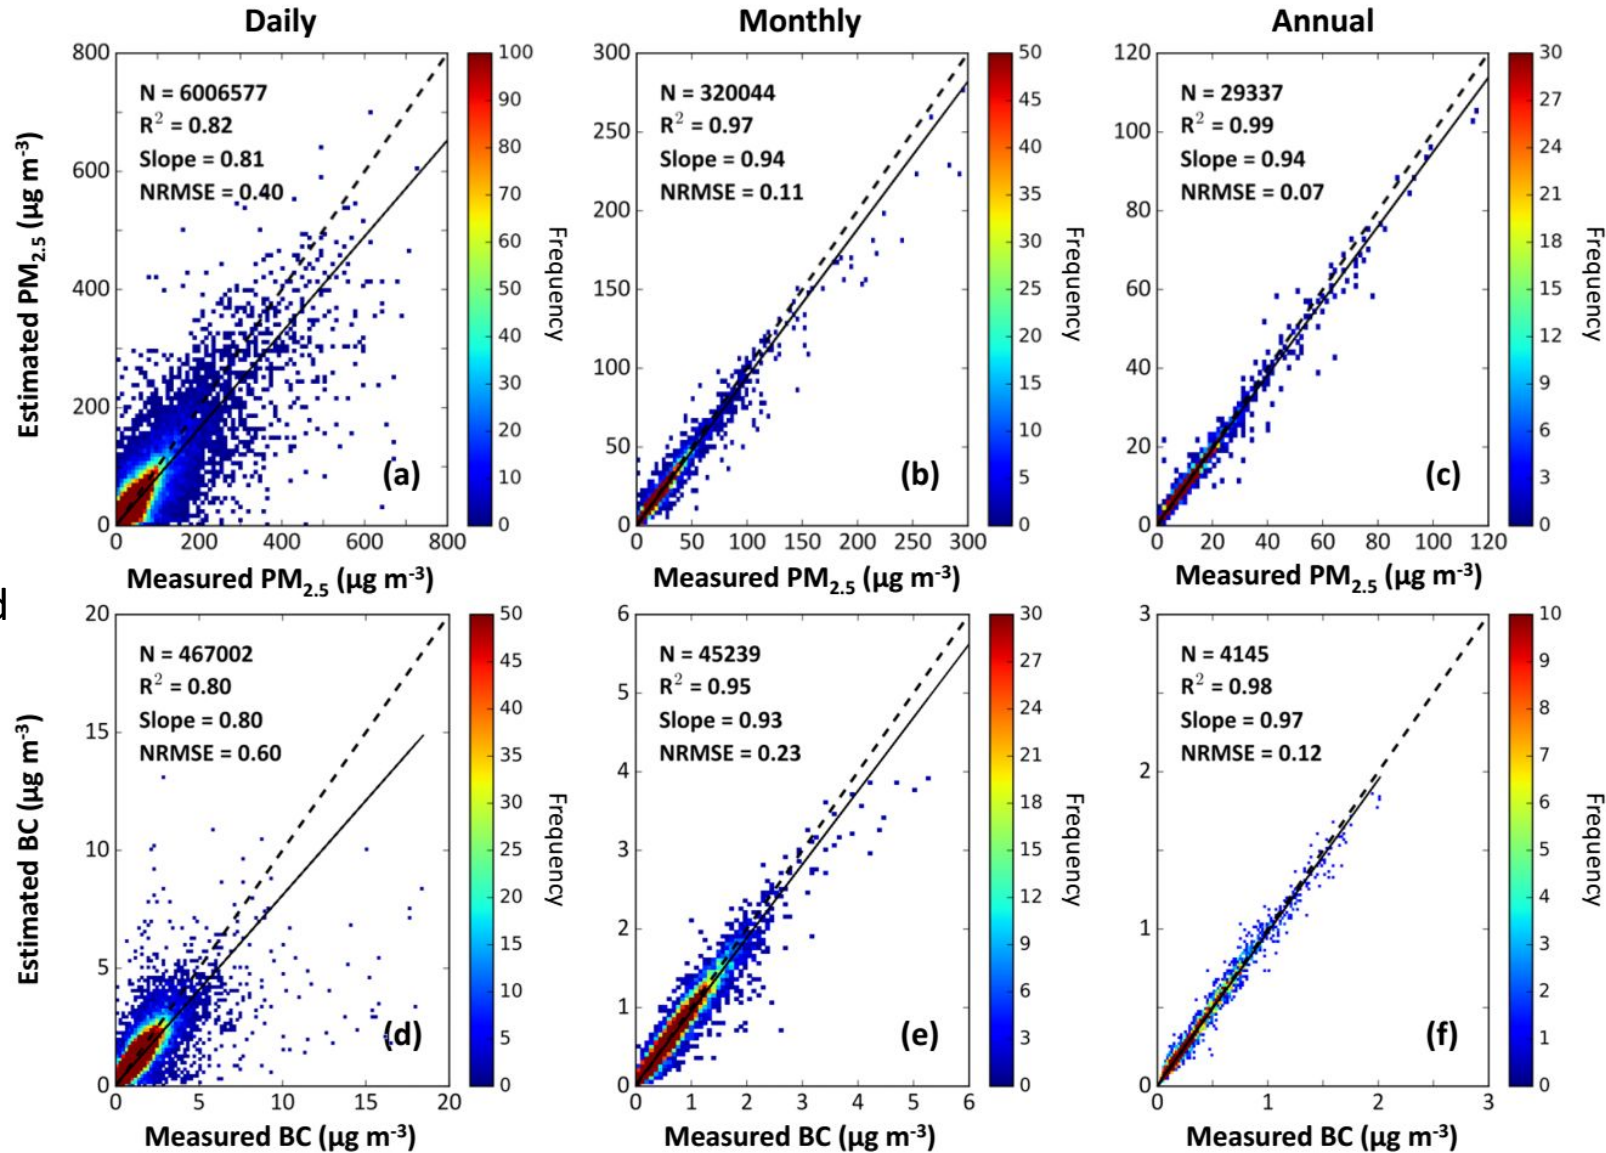 Daily
Monthly
Annual
Estimated PM2.5 (µg m-3)
800
600
400
200
0
N = 6006577
R2 = 0.82
Slope = 0.81
NRMSE = 0.40
(a)
0 200 400 600 800
Measured PM2.5 (µg m-3)
100
90
80
70
60
50
40
30
20
10
0
Frequency
300
250
200
150
100
50
0
N = 320044
R2 = 0.97
Slope = 0.94
NRMSE = 0.11
(b)
0 50 100 150 200 250 300
Measured PM2.5 (µg m-3)
50
45
40
35
30
25
20
15
10
5
0
Frequency
120
100
80
60
40
20
0
N = 29337
R2 = 0.99
Slope = 0.94
NRMSE = 0.07
(c)
0 20 40 60 80 100 120
Measured PM2.5 (µg m-3)
30
27
24
21
18
15
12
9
6
3
0
Frequency
d
Estimated BC (µg m-3)
20
15
10
5
0
N = 467002
R2 = 0.80
Slope = 0.80
NRMSE = 0.60
(d)
0 5 10 15 20
Measured BC (µg m-3)
50
45
40
35
30
25
20
15
10
5
0
Frequency
6
5
4
3
2
1
0
N = 45239
R2 = 0.95
Slope = 0.93
NRMSE = 0.23
(e)
0 1 2 3 4 5 6
Measured BC (µg m-3)
30
27
24
21
18
15
12
9
6
3
0
Frequency
3
2
1
0
N = 4145
R2 = 0.98
Slope = 0.97
NRMSE = 0.12
(f)
0 1 2 3
Measured BC (µg m-3)
10
9
8
7
6
5
4
3
2
1
0
Frequency